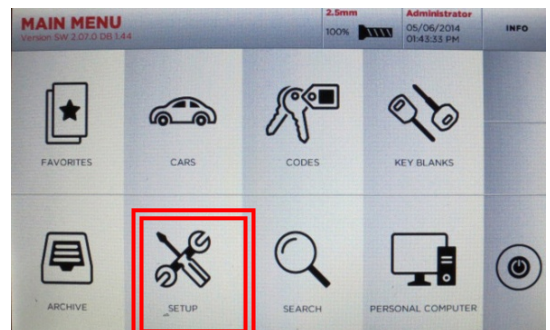 MAIN MENU
Version SW 2.07.0 DB 1.44
2.5mm
100%
Administrator
05/06/2014
01:43:33 PM
INFO
FAVORITES
CARS
CODES
KEY BLANKS
ARCHIVE
SETUP
SEARCH
PERSONAL COMPUTER